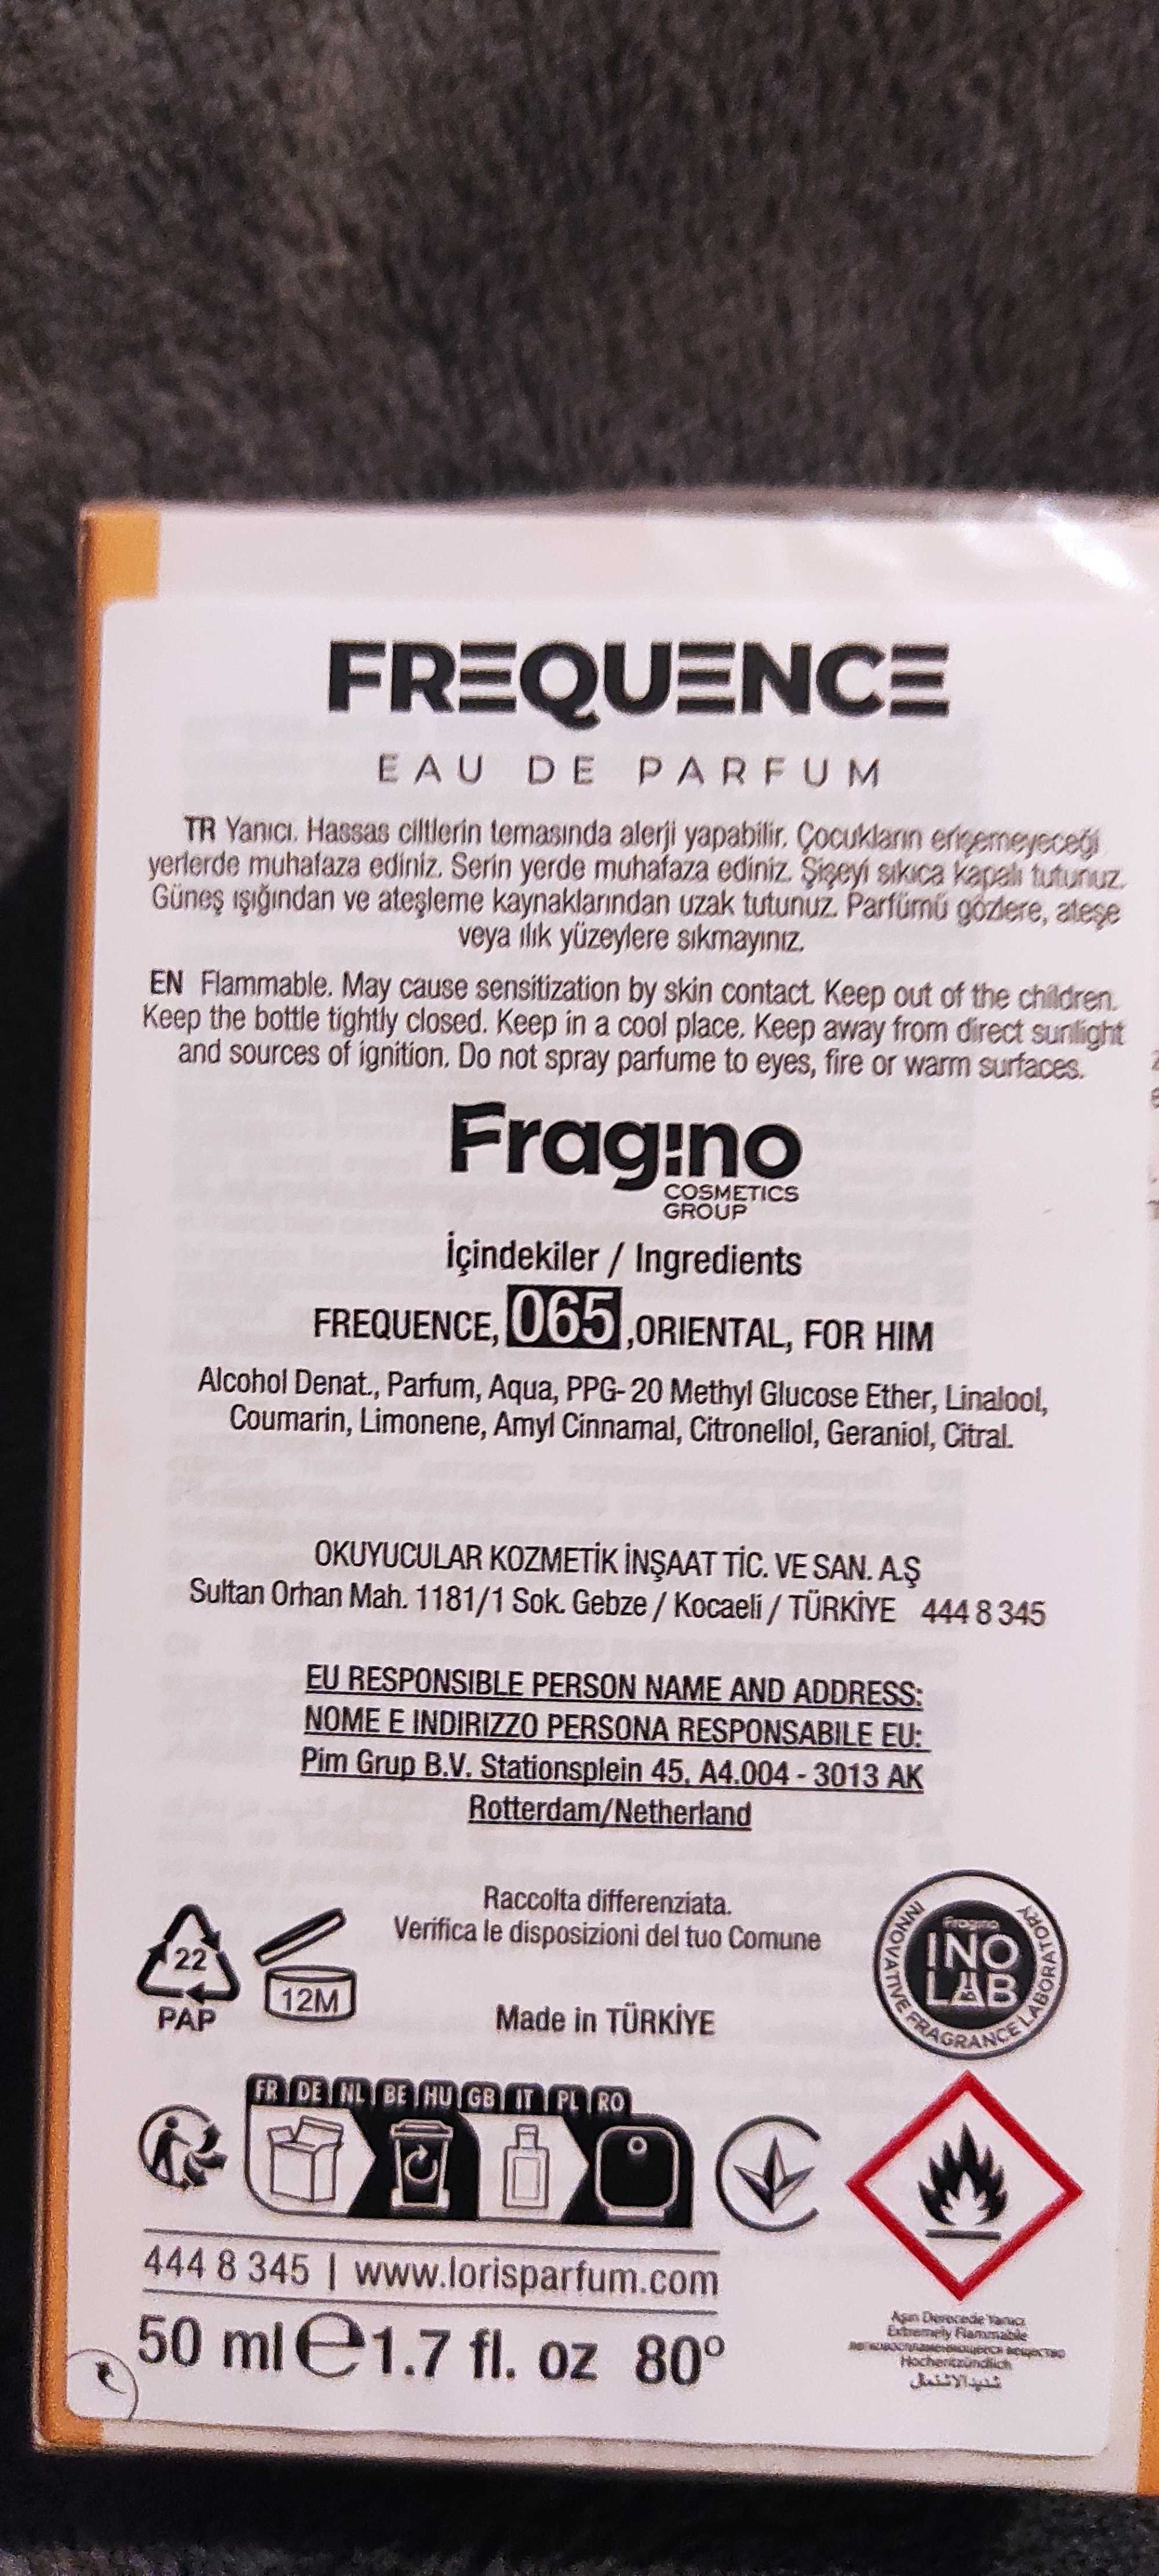 FREQUENCE
EAU DE PARFUM
TR Yanıcı. Hassas ciltlerin temasında alerji yapabilir. Çocukların erişemeyeceği
yerlerde muhafaza ediniz. Serin yerde muhafaza ediniz. Şişeyi sıkıca kapalı tutunuz.
Güneş ışığından ve ateşleme kaynaklarından uzak tutunuz. Parfümü gözlere, ateşe
veya ılık yüzeylere sıkmayınız.
EN Flammable. May cause sensitization by skin contact. Keep out of the children.
Keep the bottle tightly closed. Keep in a cool place. Keep away from direct sunlight
and sources of ignition. Do not spray parfume to eyes, fire or warm surfaces.
Fragino
COSMETICS
GROUP
İçindekiler / Ingredients
FREQUENCE, 065 ,ORIENTAL, FOR HIM
Alcohol Denat., Parfum, Aqua, PPG- 20 Methyl Glucose Ether, Linalool,
Coumarin, Limonene, Amyl Cinnamal, Citronellol, Geraniol, Citral.
OKUYUCULAR KOZMETİK İNŞAAT TİC. VE SAN. A.Ş
Sultan Orhan Mah. 1181/1 Sok. Gebze / Kocaeli / TÜRKİYE 444 8 345
EU RESPONSIBLE PERSON NAME AND ADDRESS:
NOME E INDIRIZZO PERSONA RESPONSABILE EU:
Pim Grup B.V. Stationsplein 45, A4.004 - 3013 AK
Rotterdam/Netherland
Raccolta differenziata.
Verifica le disposizioni del tuo Comune
22
PAP
12M
Made in TÜRKİYE
Fragino
INO
LAB
INNOVATIVE FRAGRANCE LABORATORY
FR DE NL BE HU GB IT PL RO
444 8 345 | www.lorisparfum.com
50 ml e 1.7 fl. oz 80°
Aşırı Derecede Yanıcı
Extremely Flammable
Hochentzündlich
شديد الاشتعال